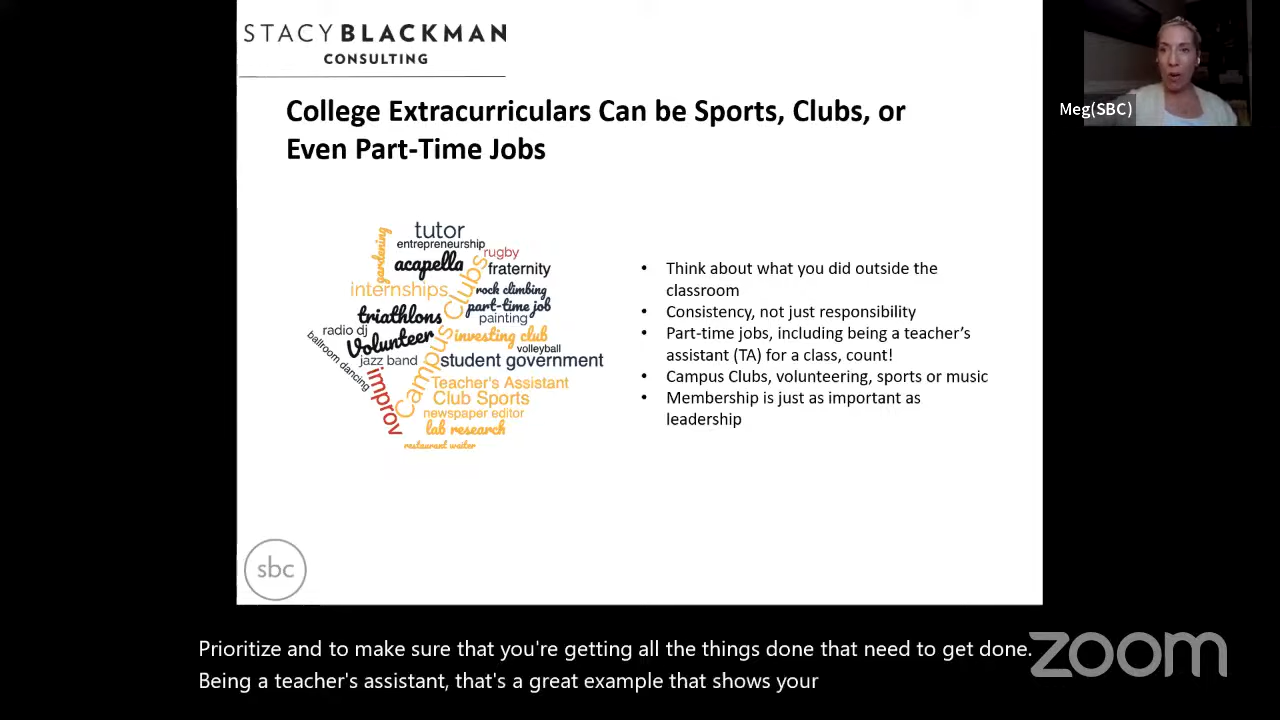 STACY BLACKMAN
CONSULTING
Meg(SBC)
College Extracurriculars Can be Sports, Clubs, or
Even Part-Time Jobs
tutor
entrepreneurship
gardening
rugby
acapella
fraternity
internships
Campus Clubs
rock climbing
part-time job
triathlons
painting
radio dj
Volunteer
investing club
volleyball
ballroom dancing
jazz band
student government
improv
Teacher's Assistant
Club Sports
newspaper editor
lab research
restaurant waiter
• Think about what you did outside the
classroom
• Consistency, not just responsibility
• Part-time jobs, including being a teacher’s
assistant (TA) for a class, count!
• Campus Clubs, volunteering, sports or music
• Membership is just as important as
leadership
sbc
Prioritize and to make sure that you're getting all the things done that need to get done.
Being a teacher's assistant, that's a great example that shows your
zoom